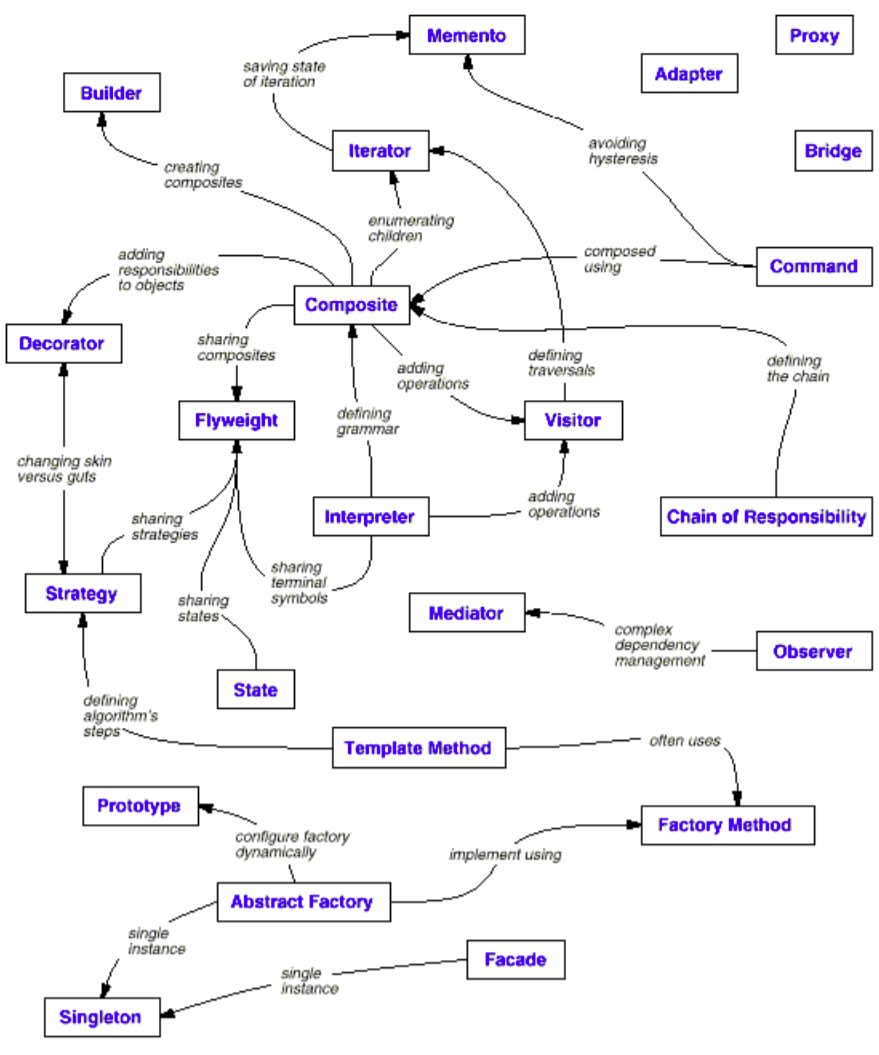 Memento
Proxy
Adapter
saving state
of iteration
Builder
avoiding
hysteresis
Iterator
Bridge
creating
composites
enumerating
children
adding
responsibilities
to objects
composed
using
Command
Composite
Decorator
sharing
composites
adding
operations
defining
traversals
defining
the chain
Flyweight
defining
grammar
Visitor
changing skin
versus guts
sharing
strategies
Interpreter
adding
operations
Chain of Responsibility
sharing
terminal
symbols
Strategy
sharing
states
Mediator
complex
dependency
management
Observer
State
defining
algorithm's
steps
Template Method
often uses
Prototype
configure factory
dynamically
Factory Method
implement using
Abstract Factory
single
instance
Facade
single
instance
Singleton